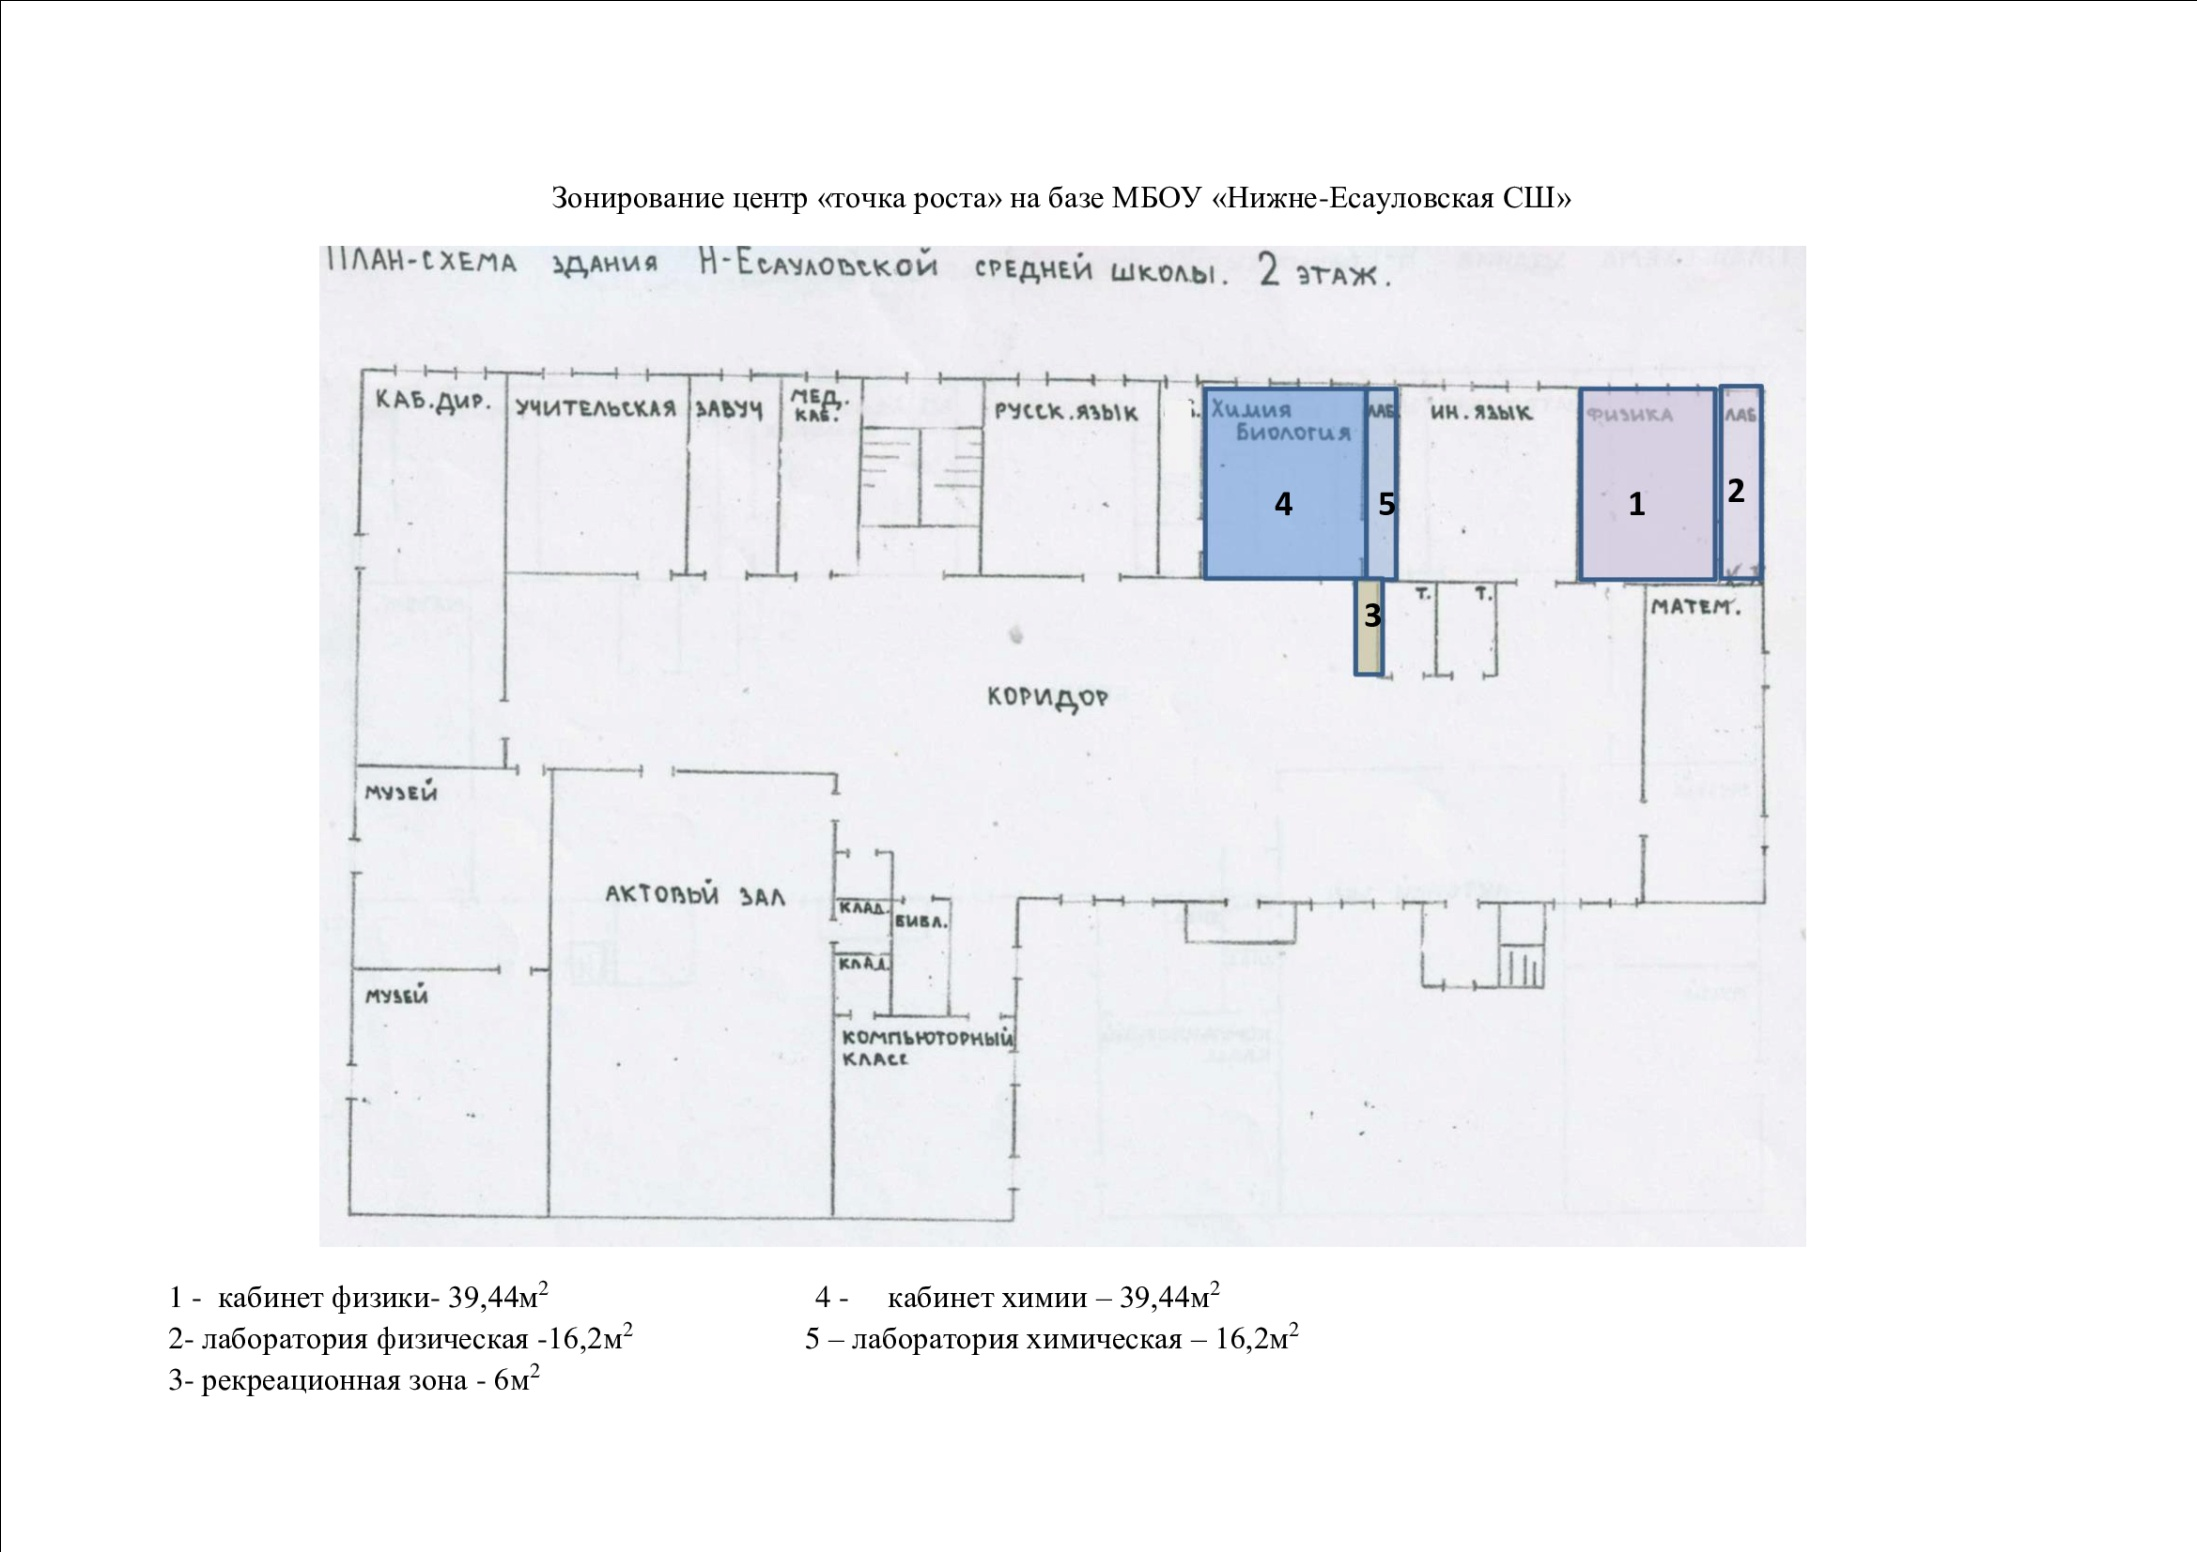 Зонирование центр «точка роста» на базе МБОУ «Нижне-Есауловская СШ»
ПЛАН-СХЕМА ЗДАНИЯ Н-ЕСАУЛОВСКОЙ СРЕДНЕЙ ШКОЛЫ. 2 ЭТАЖ.
КАБ.ДИР.
УЧИТЕЛЬСКАЯ
ЗАВУЧ
МЕД.
КАБ.
РУССК.ЯЗЫК
Химия
Биология
ЛАБ.
ИН.ЯЗЫК
ФИЗИКА
ЛАБ
4
5
1
2
3
Т.
Т.
МАТЕМ.
КОРИДОР
МУЗЕЙ
АКТОВЫЙ ЗАЛ
КЛАД.
БИБЛ.
КЛАД.
МУЗЕЙ
КОМПЬЮТОРНЫЙ
КЛАСС
1 - кабинет физики- 39,44м²
4 - кабинет химии – 39,44м²
2- лаборатория физическая -16,2м²
5 – лаборатория химическая – 16,2м²
3- рекреационная зона - 6м²